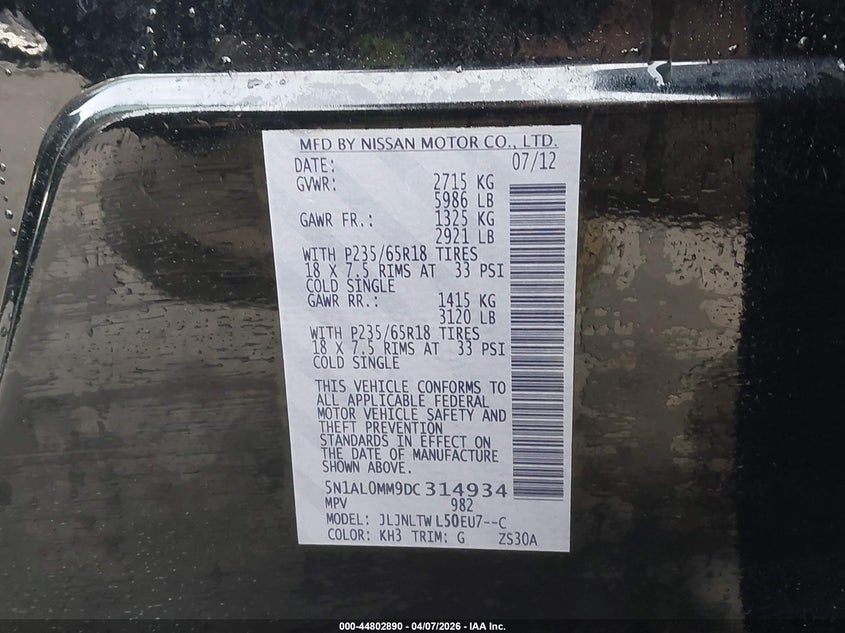 MFD BY NISSAN MOTOR CO., LTD.
DATE: 07/12
GVWR: 2715 KG
5986 LB
GAWR FR.: 1325 KG
2921 LB
WITH P235/65R18 TIRES
18 X 7.5 RIMS AT 33 PSI
COLD SINGLE
GAWR RR.: 1415 KG
3120 LB
WITH P235/65R18 TIRES
18 X 7.5 RIMS AT 33 PSI
COLD SINGLE
THIS VEHICLE CONFORMS TO
ALL APPLICABLE FEDERAL
MOTOR VEHICLE SAFETY AND
THEFT PREVENTION
STANDARDS IN EFFECT ON
THE DATE OF MANUFACTURE
SHOWN ABOVE.
5N1AL0MM9DC314934
MPV 982
MODEL: JLJNLTW L50EU7--C
COLOR: KH3 TRIM: G ZS30A
000-44802890 - 04/07/2026 - IAA Inc.